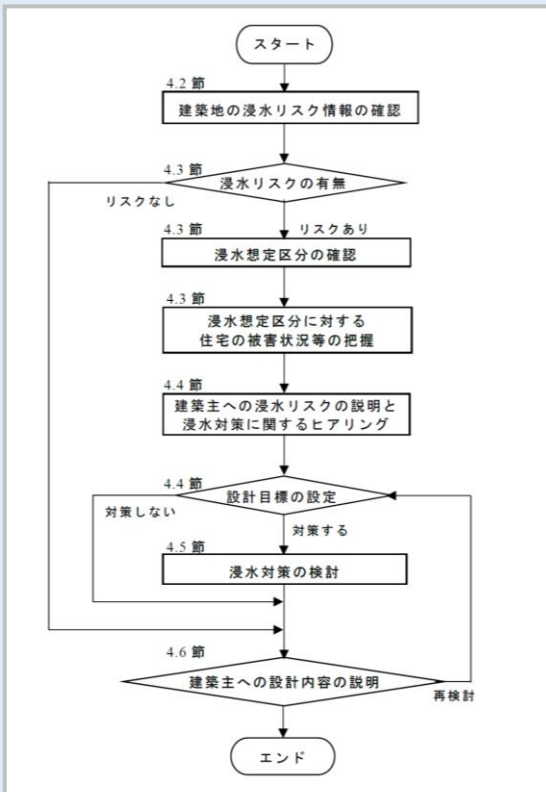 スタート
4.2 節
建築地の浸水リスク情報の確認
4.3 節
浸水リスクの有無
リスクなし
リスクあり
4.3 節
浸水想定区分の確認
4.3 節
浸水想定区分に対する
住宅の被害状況等の把握
4.4 節
建築主への浸水リスクの説明と
浸水対策に関するヒアリング
4.4 節
設計目標の設定
対策しない
対策する
4.5 節
浸水対策の検討
4.6 節
建築主への設計内容の説明
再検討
エンド